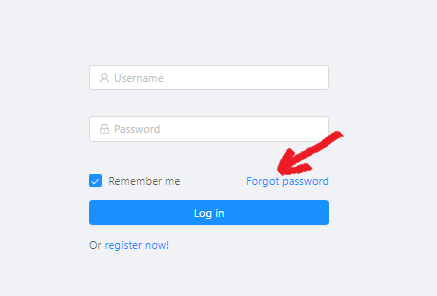 Username
Password
Remember me Forgot password
Log in
Or register now!